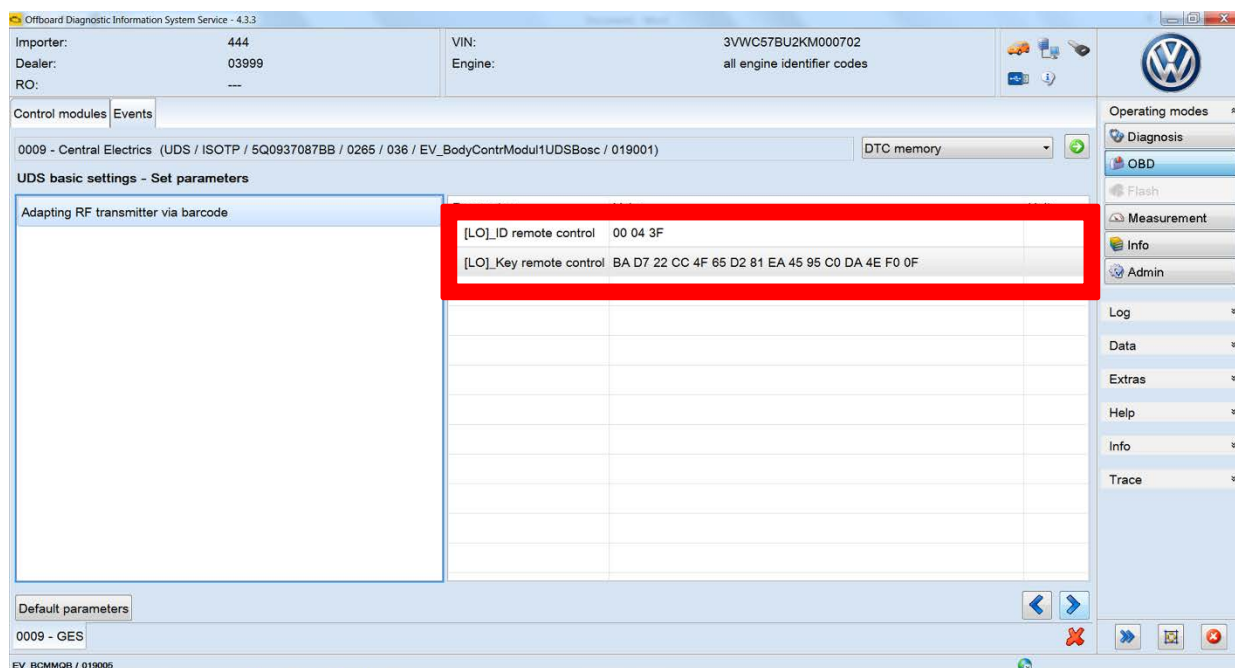 Offboard Diagnostic Information System Service - 4.3.3
Importer: 444 VIN: 3VWC57BU2KM000702
Dealer: 03999 Engine: all engine identifier codes
RO: ---
Control modules Events
0009 - Central Electrics (UDS / ISOTP / 5Q0937087BB / 0265 / 036 / EV_BodyContrModul1UDSBosc / 019001) DTC memory
UDS basic settings - Set parameters
Adapting RF transmitter via barcode
[LO]_ID remote control 00 04 3F
[LO]_Key remote control BA D7 22 CC 4F 65 D2 81 EA 45 95 C0 DA 4E F0 0F
Default parameters
0009 - GES
EV_BCMMQB / 019005
Operating modes
Diagnosis
OBD
Flash
Measurement
Info
Admin
Log
Data
Extras
Help
Info
Trace